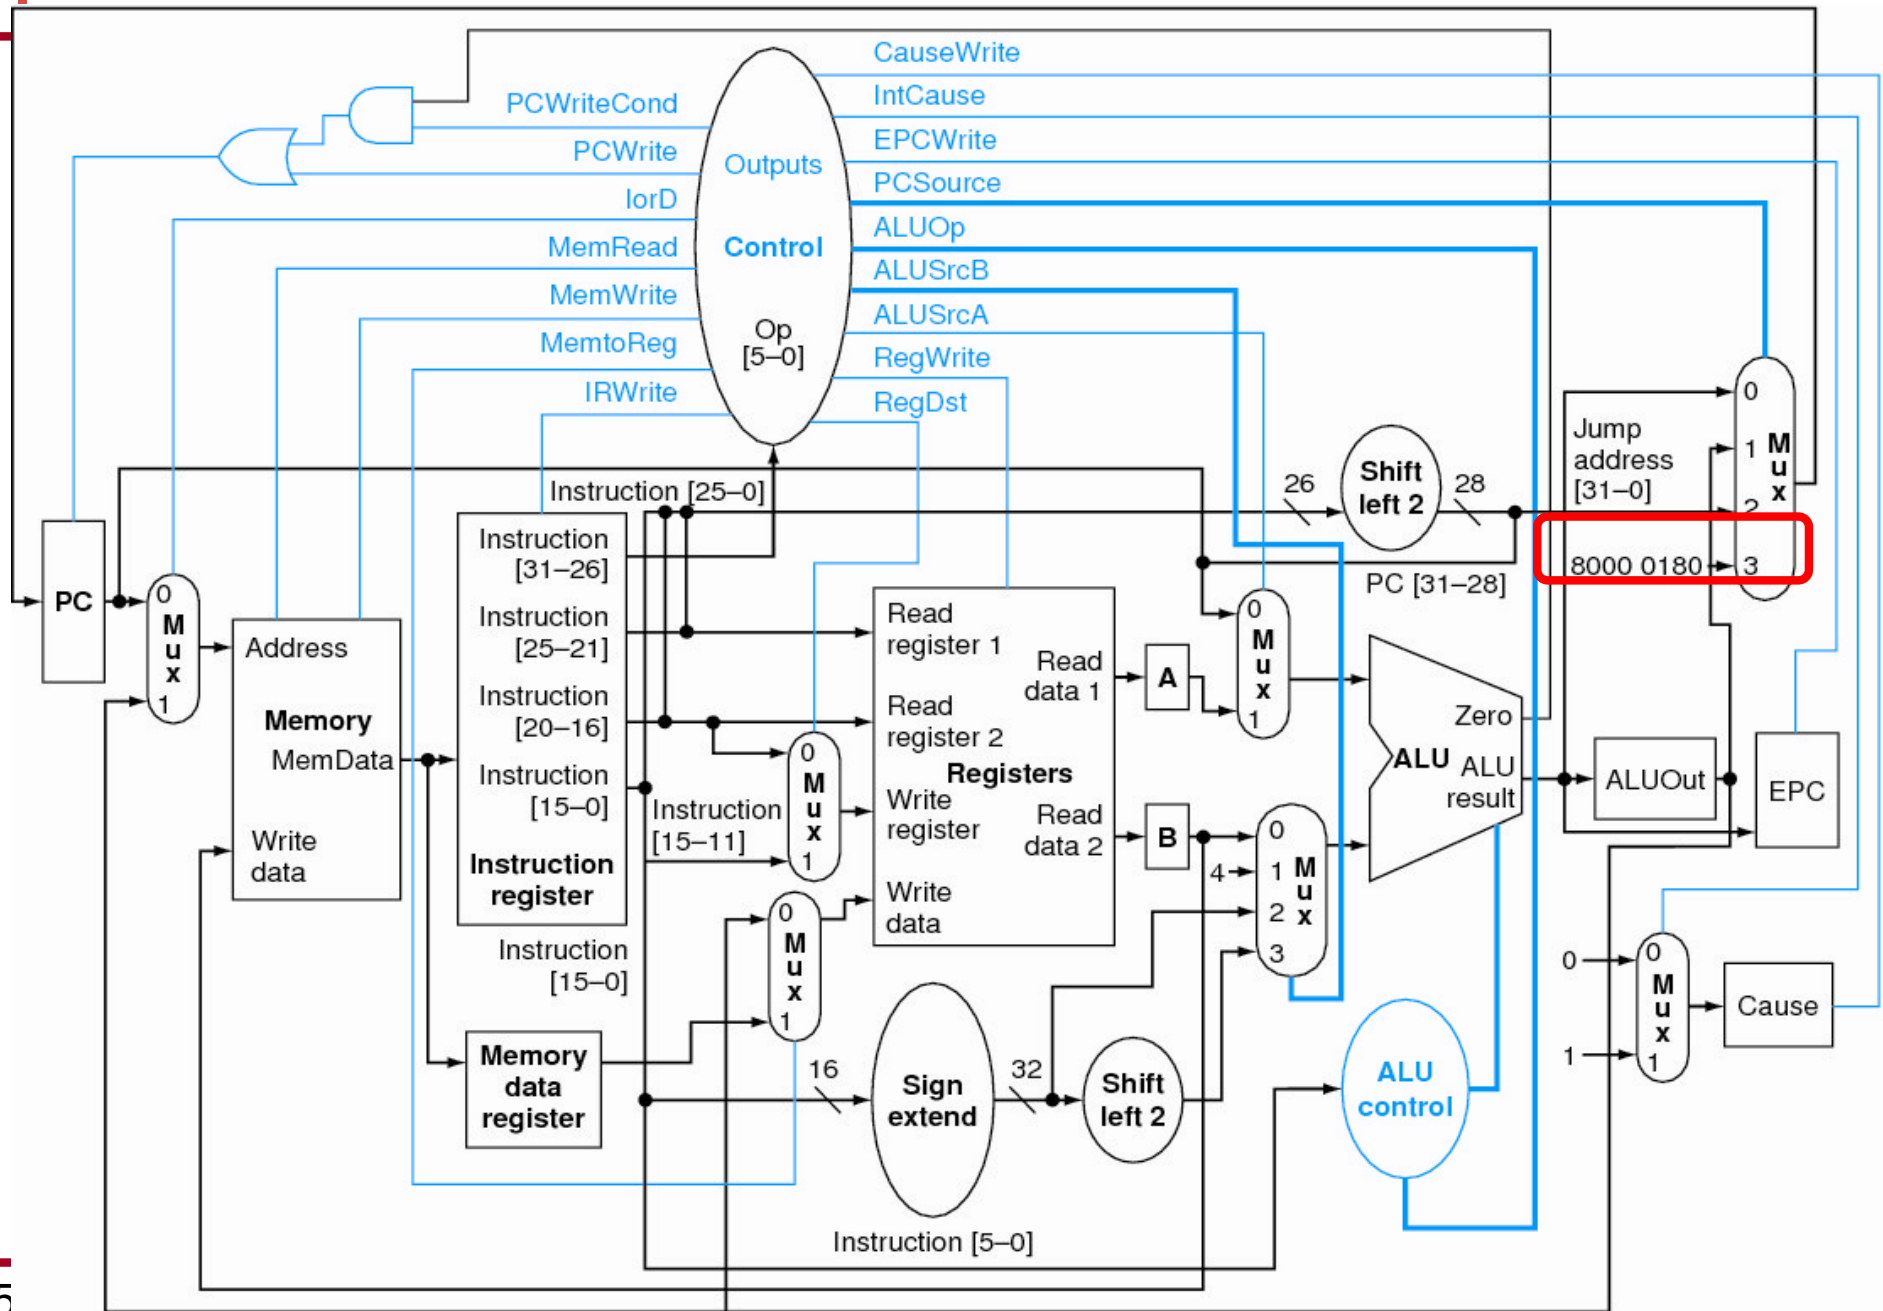 CauseWrite
IntCause
EPCWrite
PCSource
ALUOp
ALUSrcB
ALUSrcA
RegWrite
RegDst
PCWriteCond
PCWrite
IorD
MemRead
MemWrite
MemtoReg
IRWrite
Outputs
Control
Op
[5–0]
Instruction [25–0]
26
Shift
left 2
28
Jump
address
[31–0]
0
1
2
3
M
u
x
8000 0180
PC [31–28]
PC
0
M
u
x
1
Address
Memory
MemData
Write
data
Instruction
[31–26]
Instruction
[25–21]
Instruction
[20–16]
Instruction
[15–0]
Instruction
register
Instruction
[15–11]
Instruction
[15–0]
Memory
data
register
0
M
u
x
1
0
M
u
x
1
Read
register 1
Read
register 2
Registers
Write
register
Write
data
Read
data 1
Read
data 2
A
B
0
M
u
x
1
4
0
1
2
3
M
u
x
Zero
ALU
ALU
result
ALUOut
EPC
0
1
0
M
u
x
1
Cause
16
Sign
extend
32
Shift
left 2
ALU
control
Instruction [5–0]
5